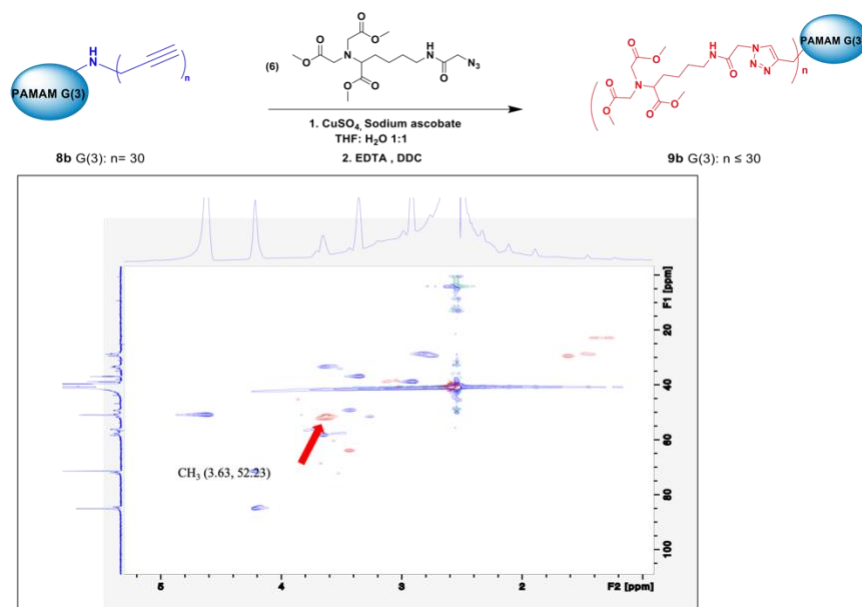 PAMAM G(3)
H
N
n
(6)
O
O
O
O
N
O
O
H
N
O
N₃
1. CuSO₄, Sodium ascobate
THF: H₂O 1:1
2. EDTA , DDC
O
O
O
O
N
O
O
H
N
O
N
N
N
n
PAMAM G(3)
8b G(3): n= 30
9b G(3): n ≤ 30
F1 [ppm]
20
40
60
80
100
CH₃ (3.63, 52.23)
5
4
3
2
F2 [ppm]